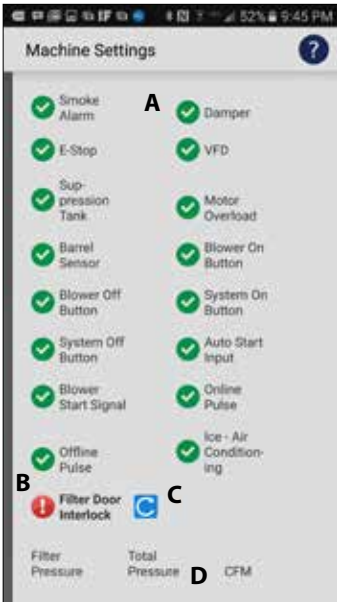 52% 9:45 PM
Machine Settings
?
A
Smoke
Alarm
Damper
E-Stop
VFD
Sup-
pression
Tank
Motor
Overload
Barrel
Sensor
Blower On
Button
Blower Off
Button
System On
Button
System Off
Button
Auto Start
Input
Blower
Start Signal
Online
Pulse
Offline
Pulse
Ice - Air
Condition-
ing
B
Filter Door
Interlock
C
Filter
Pressure
Total
Pressure
D
CFM